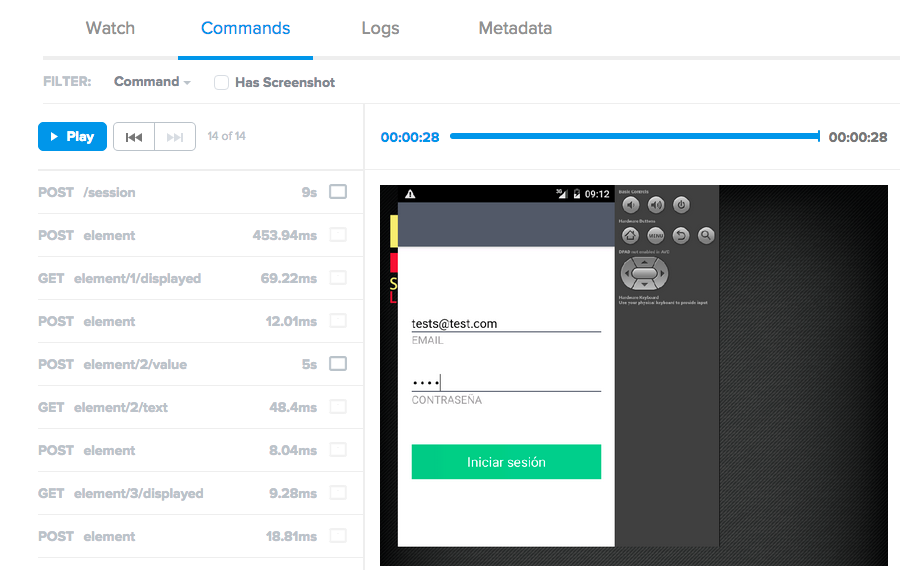 Watch Commands Logs Metadata
FILTER: Command Has Screenshot
Play 14 of 14
00:00:28 00:00:28
POST /session 9s
POST element 453.94ms
GET element/1/displayed 69.22ms
POST element 12.01ms
POST element/2/value 5s
GET element/2/text 48.4ms
POST element 8.04ms
GET element/3/displayed 9.28ms
POST element 18.81ms
3G 09:12
tests@test.com
EMAIL
••••
CONTRASEÑA
Iniciar sesión
Basic Controls
Hardware Buttons
MENU
DPAD not enabled in AVD
Hardware Keyboard
Use your physical keyboard to provide input